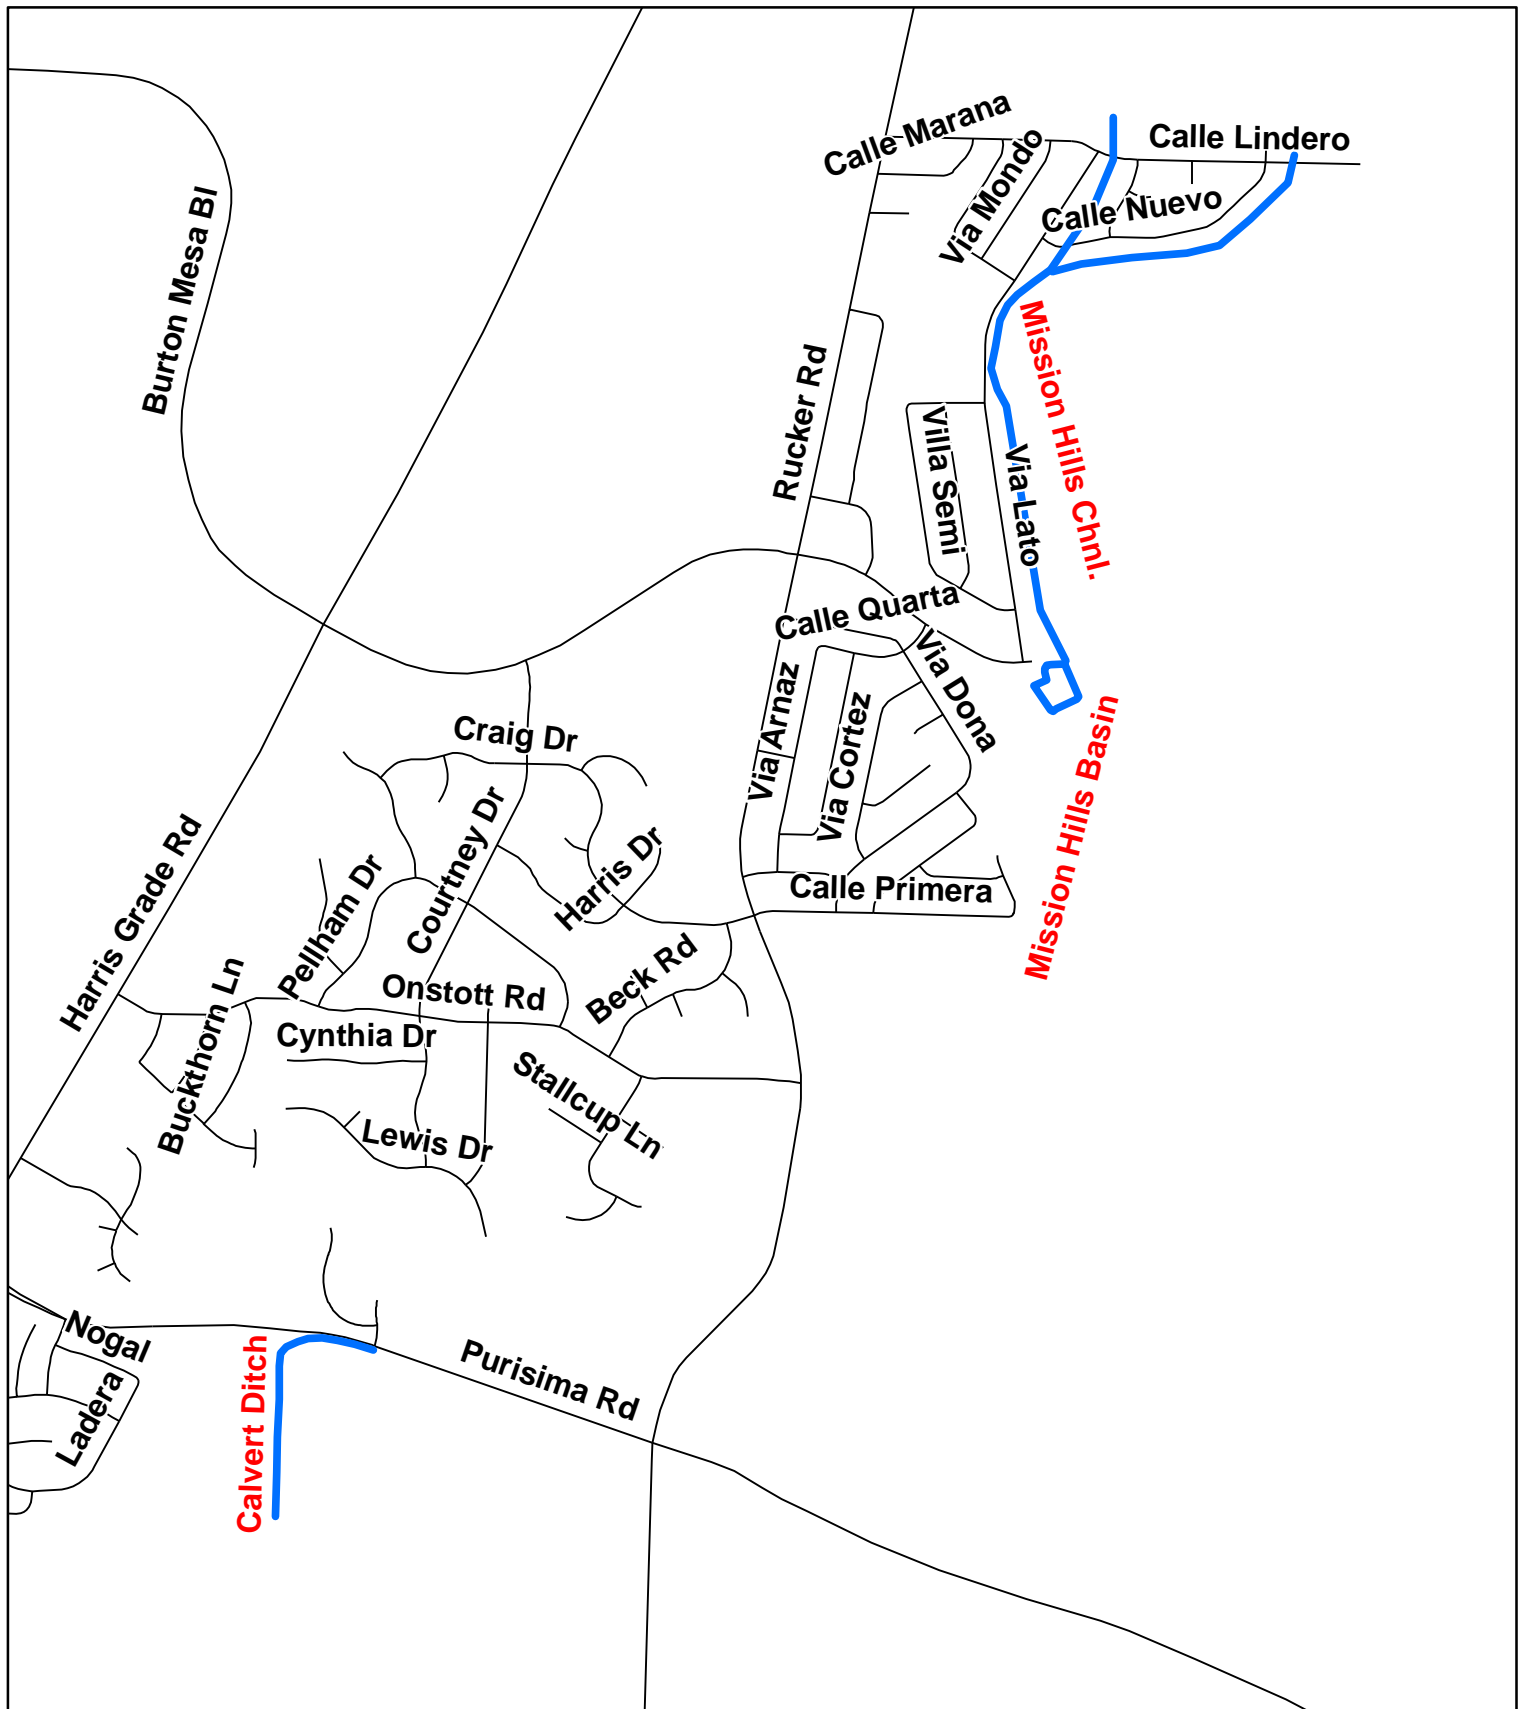 Calle Marana
Calle Lindero
Via Mondo
Calle Nuevo
Burton Mesa Bl
Mission Hills Chnl.
Rucker Rd
Villa Semi
Via Lato
Calle Quarta
Via Dona
Via Arnaz
Via Cortez
Mission Hills Basin
Craig Dr
Courtney Dr
Harris Dr
Harris Grade Rd
Pellham Dr
Calle Primera
Beck Rd
Onstott Rd
Buckthorn Ln
Cynthia Dr
Stallcup Ln
Lewis Dr
Nogal
Purisima Rd
Calvert Ditch
Ladera